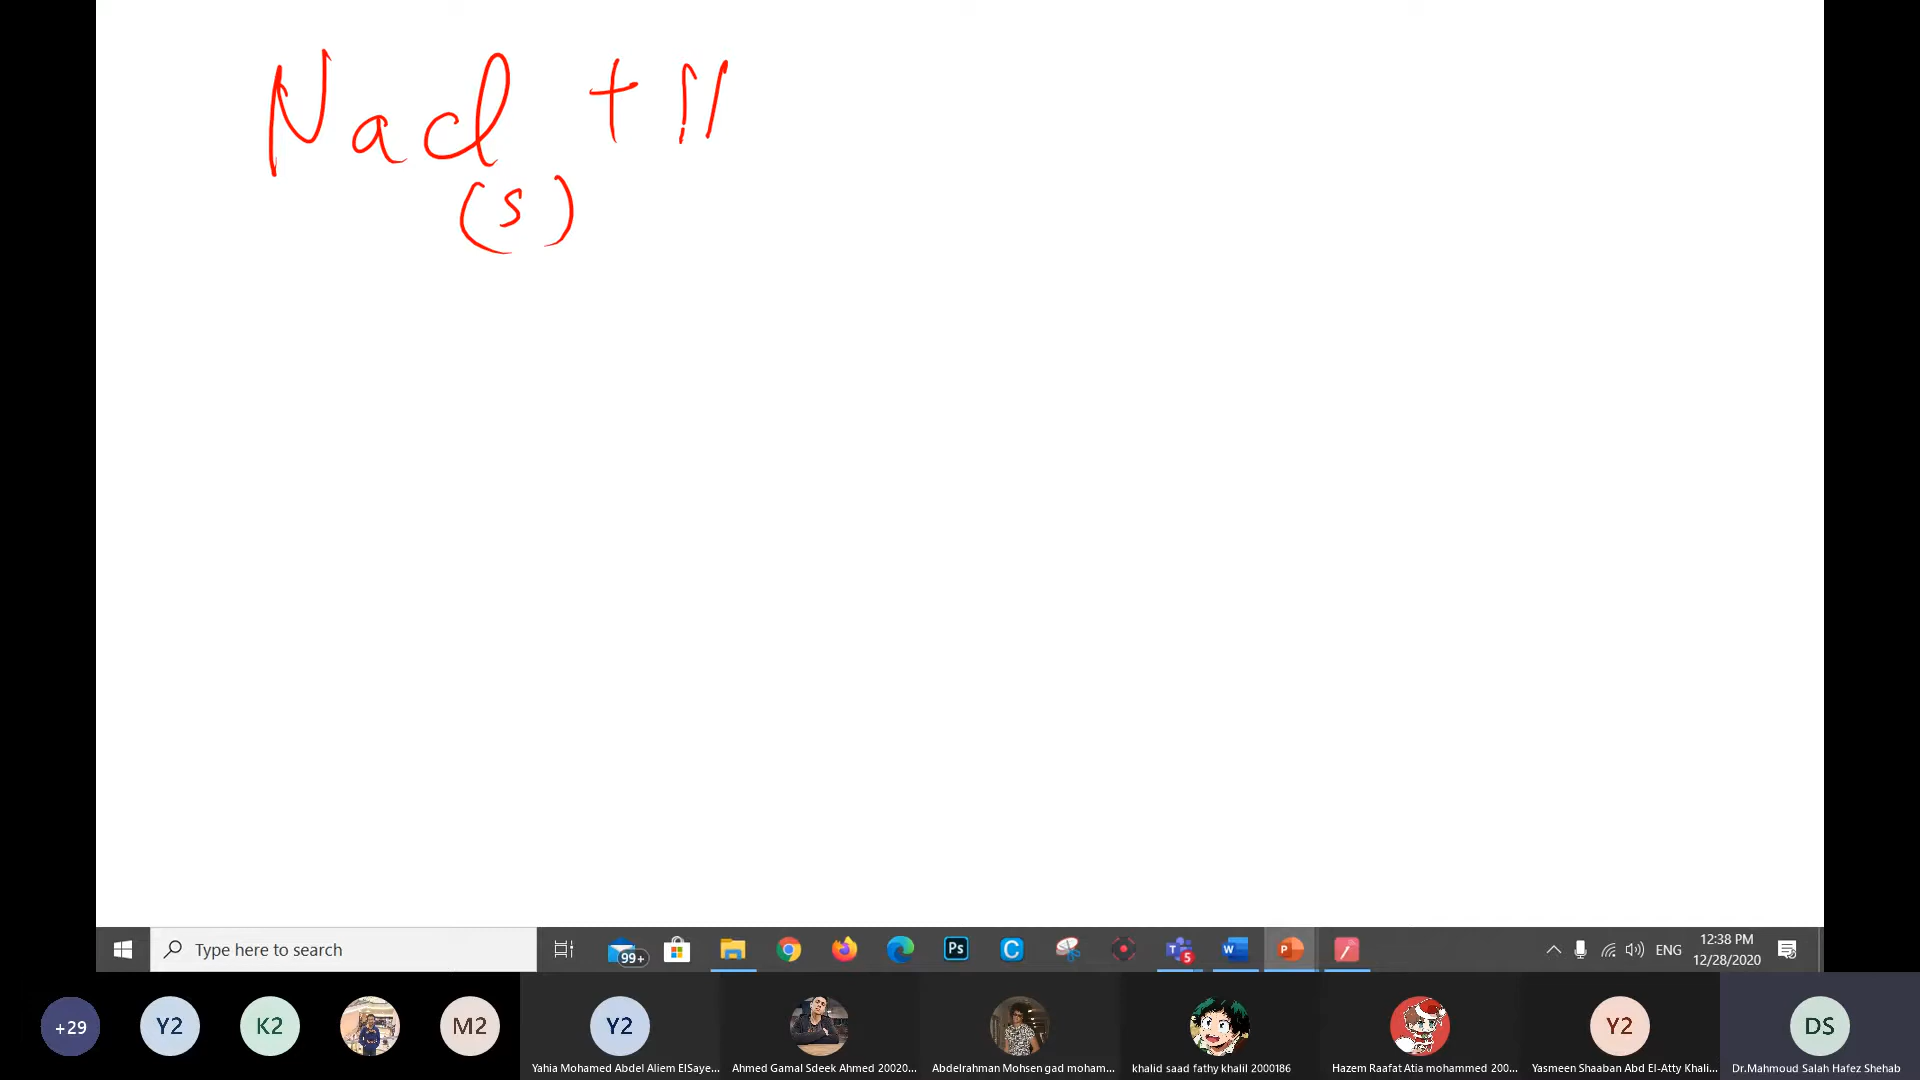 Nacl + 
(s)
Type here to search
99+
Ps
C
5
W
P
ENG
12:38 PM
12/28/2020
+29
Y2
K2
M2
Y2
Y2
DS
Yahia Mohamed Abdel Aliem ElSaye...
Ahmed Gamal Sdeek Ahmed 20020...
Abdelrahman Mohsen gad moham...
khalid saad fathy khalil 2000186
Hazem Raafat Atia mohammed 200...
Yasmeen Shaaban Abd El-Atty Khali...
Dr.Mahmoud Salah Hafez Shehab